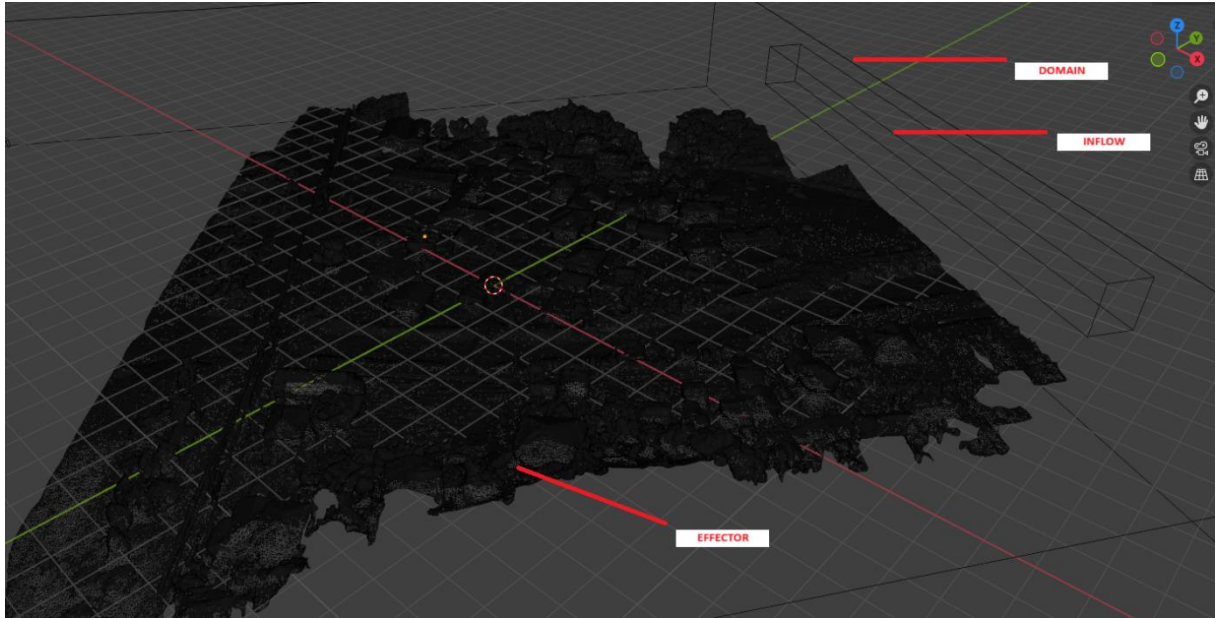 Z
Y
X
DOMAIN
INFLOW
EFFECTOR